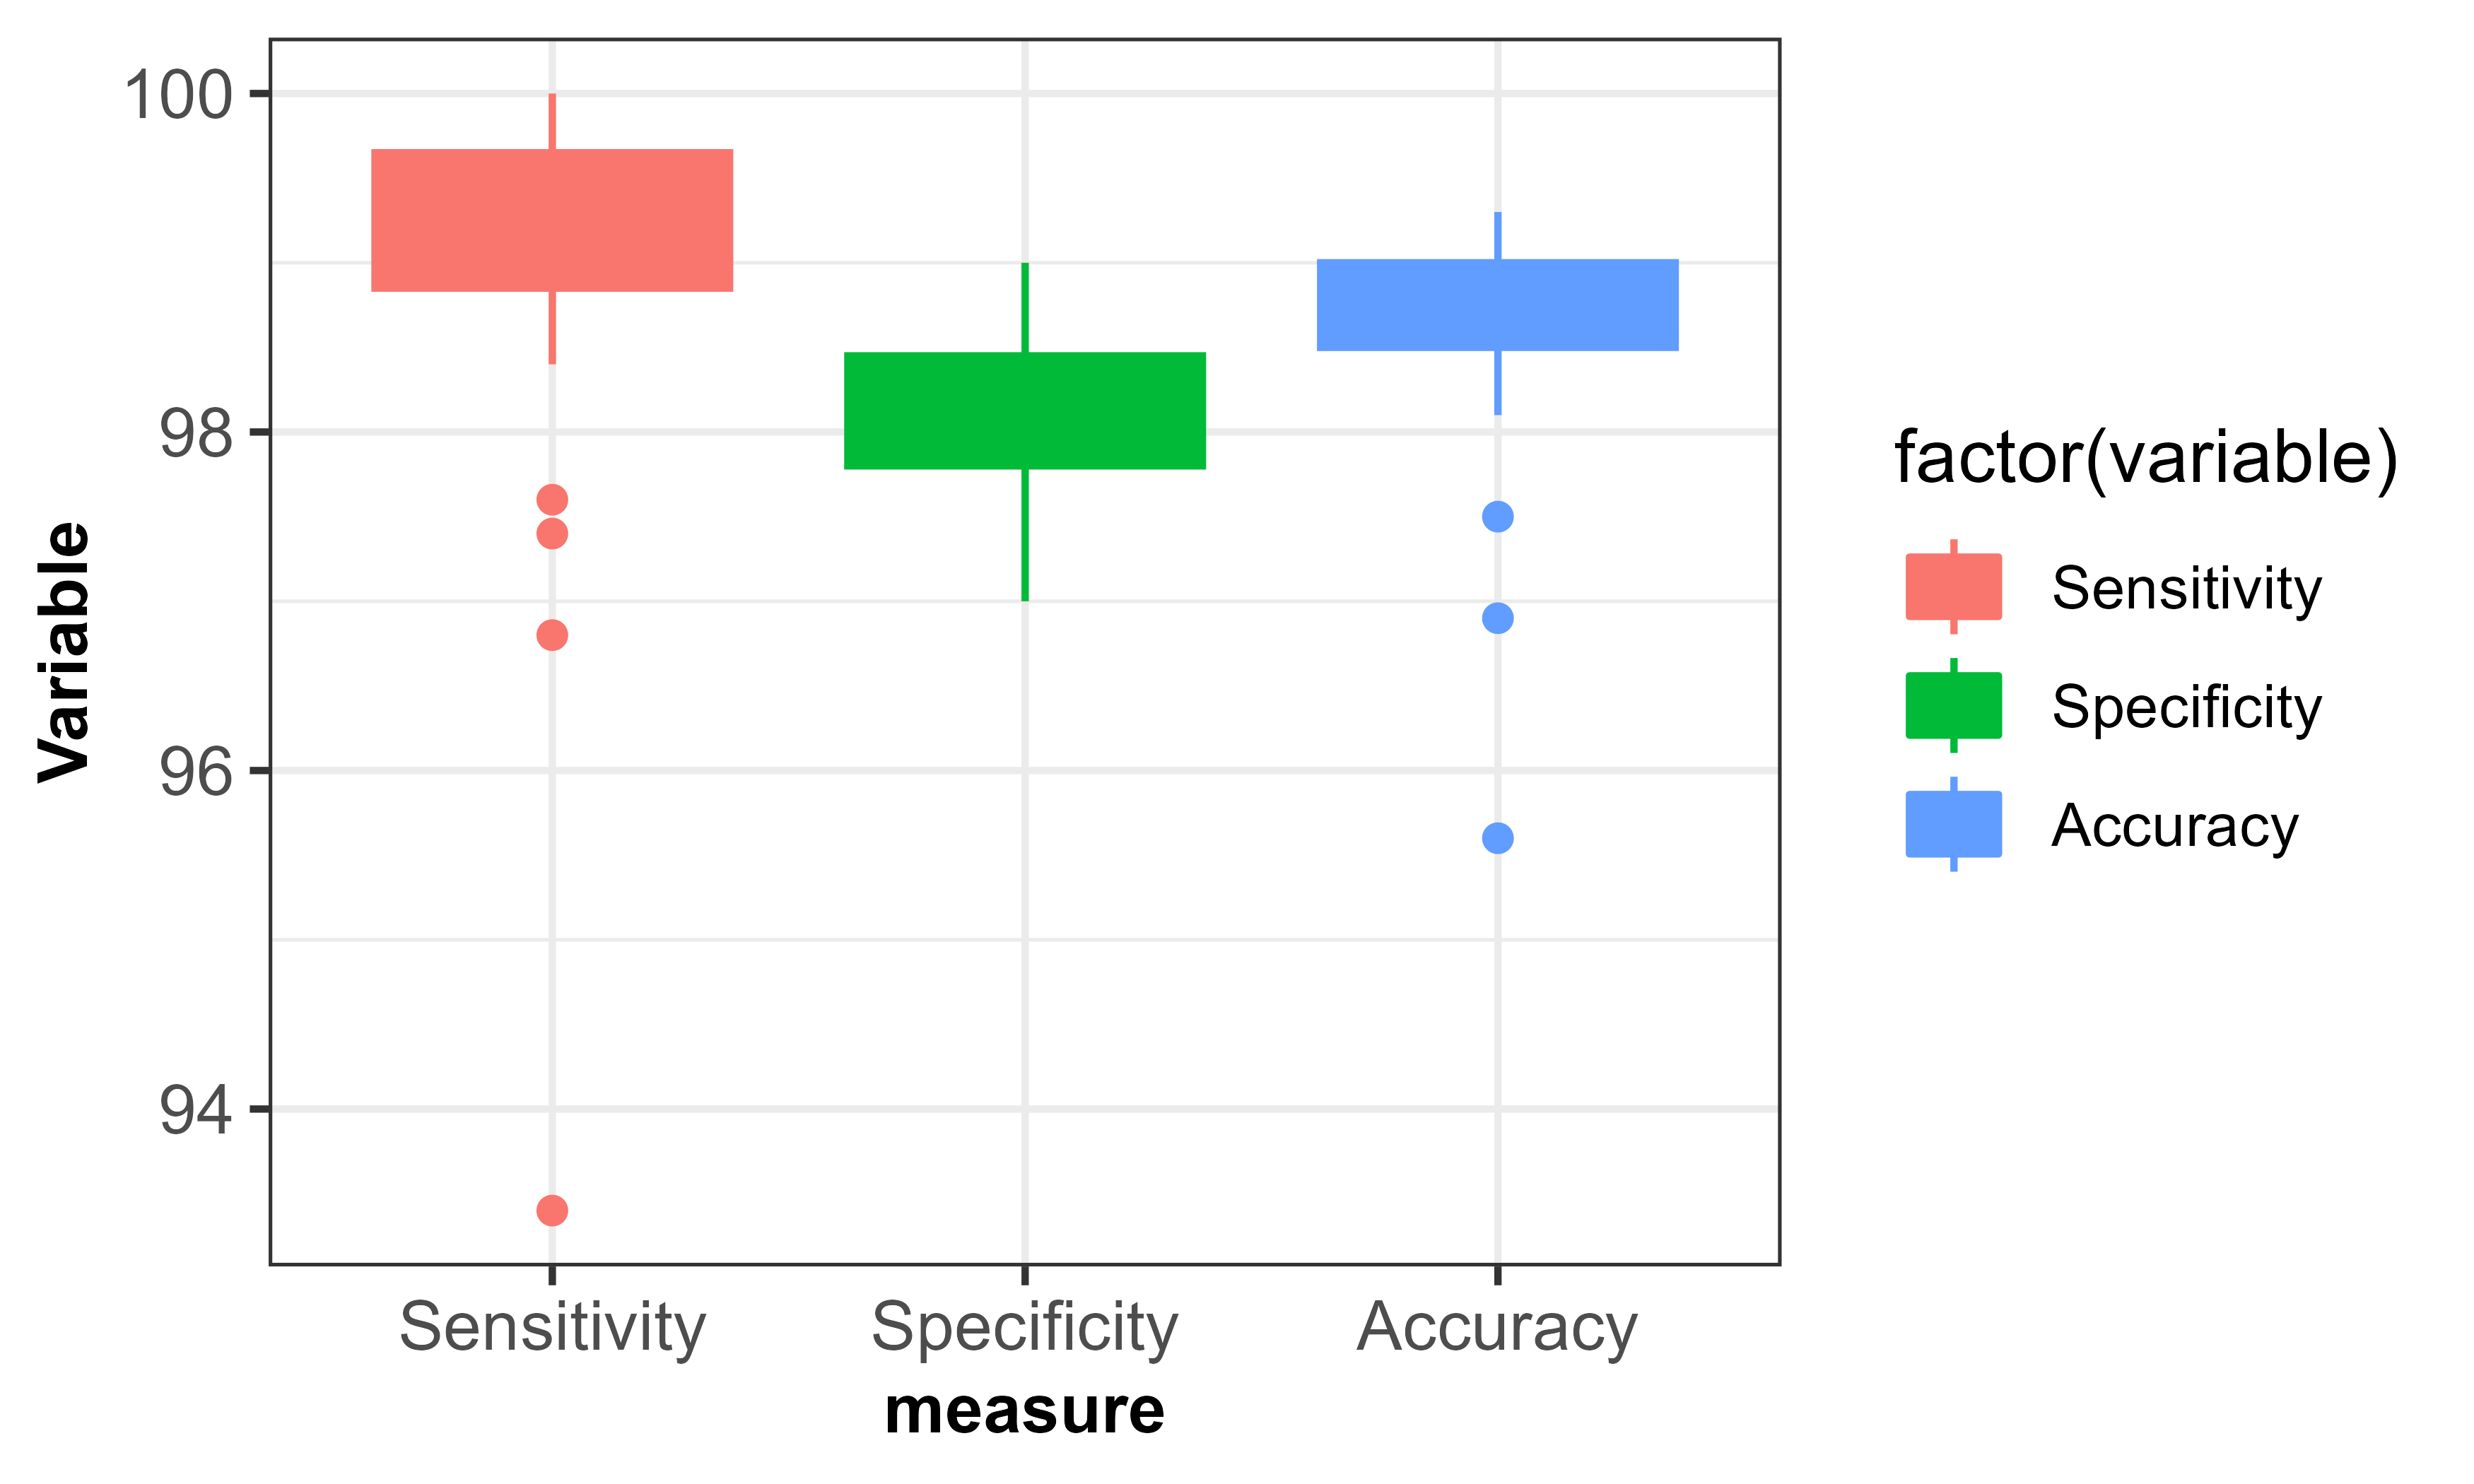 Variable
100
98
96
94
Sensitivity
Specificity
Accuracy
measure
factor(variable)
Sensitivity
Specificity
Accuracy